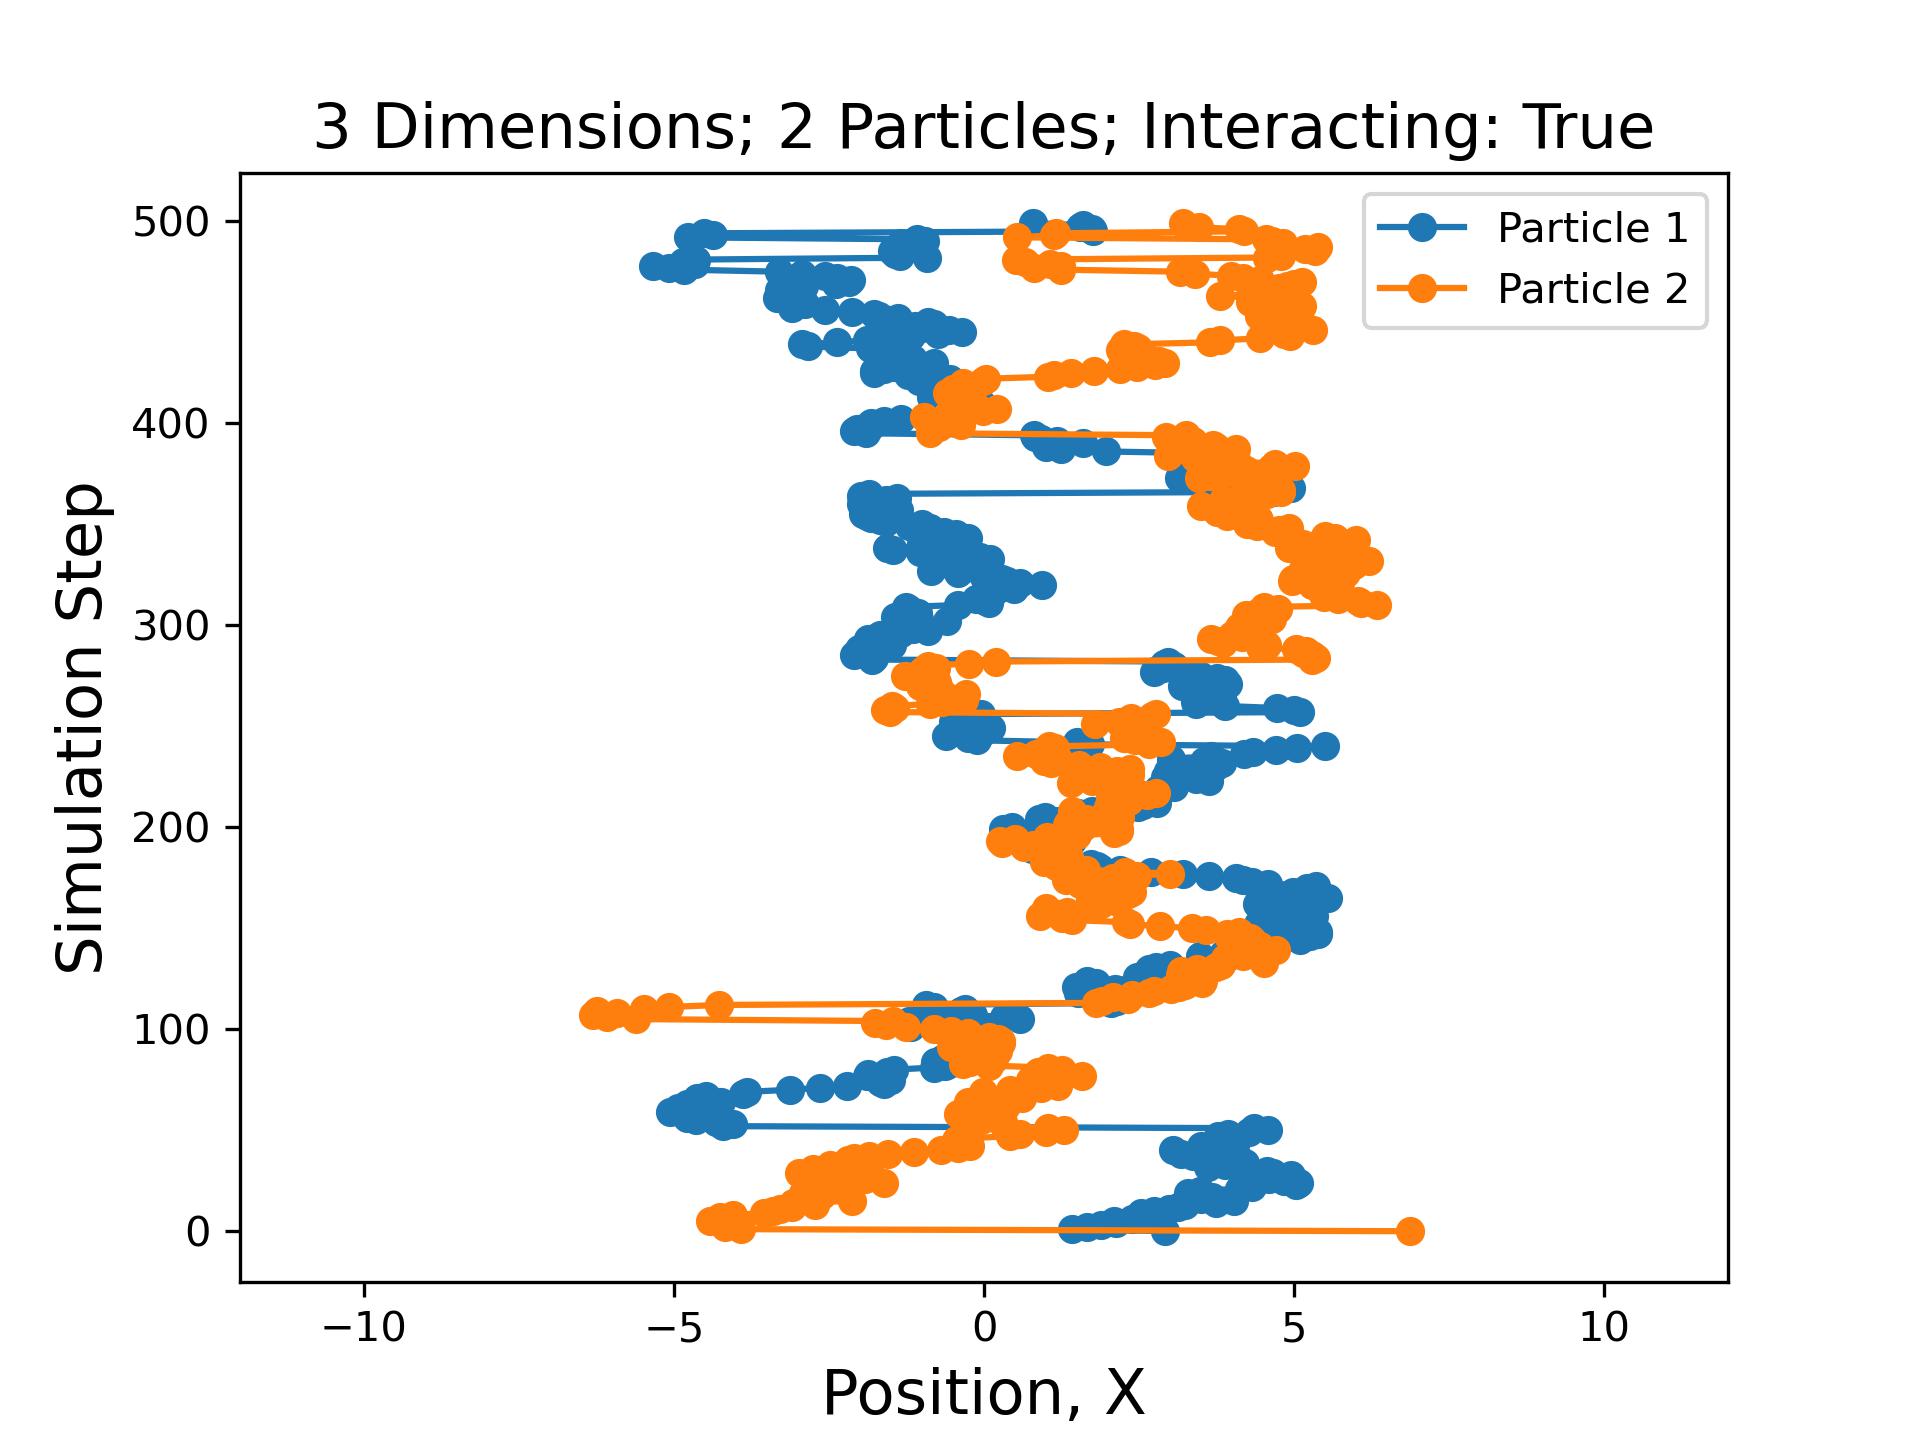 3 Dimensions; 2 Particles; Interacting: True
Particle 1
Particle 2
Simulation Step
500
400
300
200
100
0
−10
−5
0
5
10
Position, X